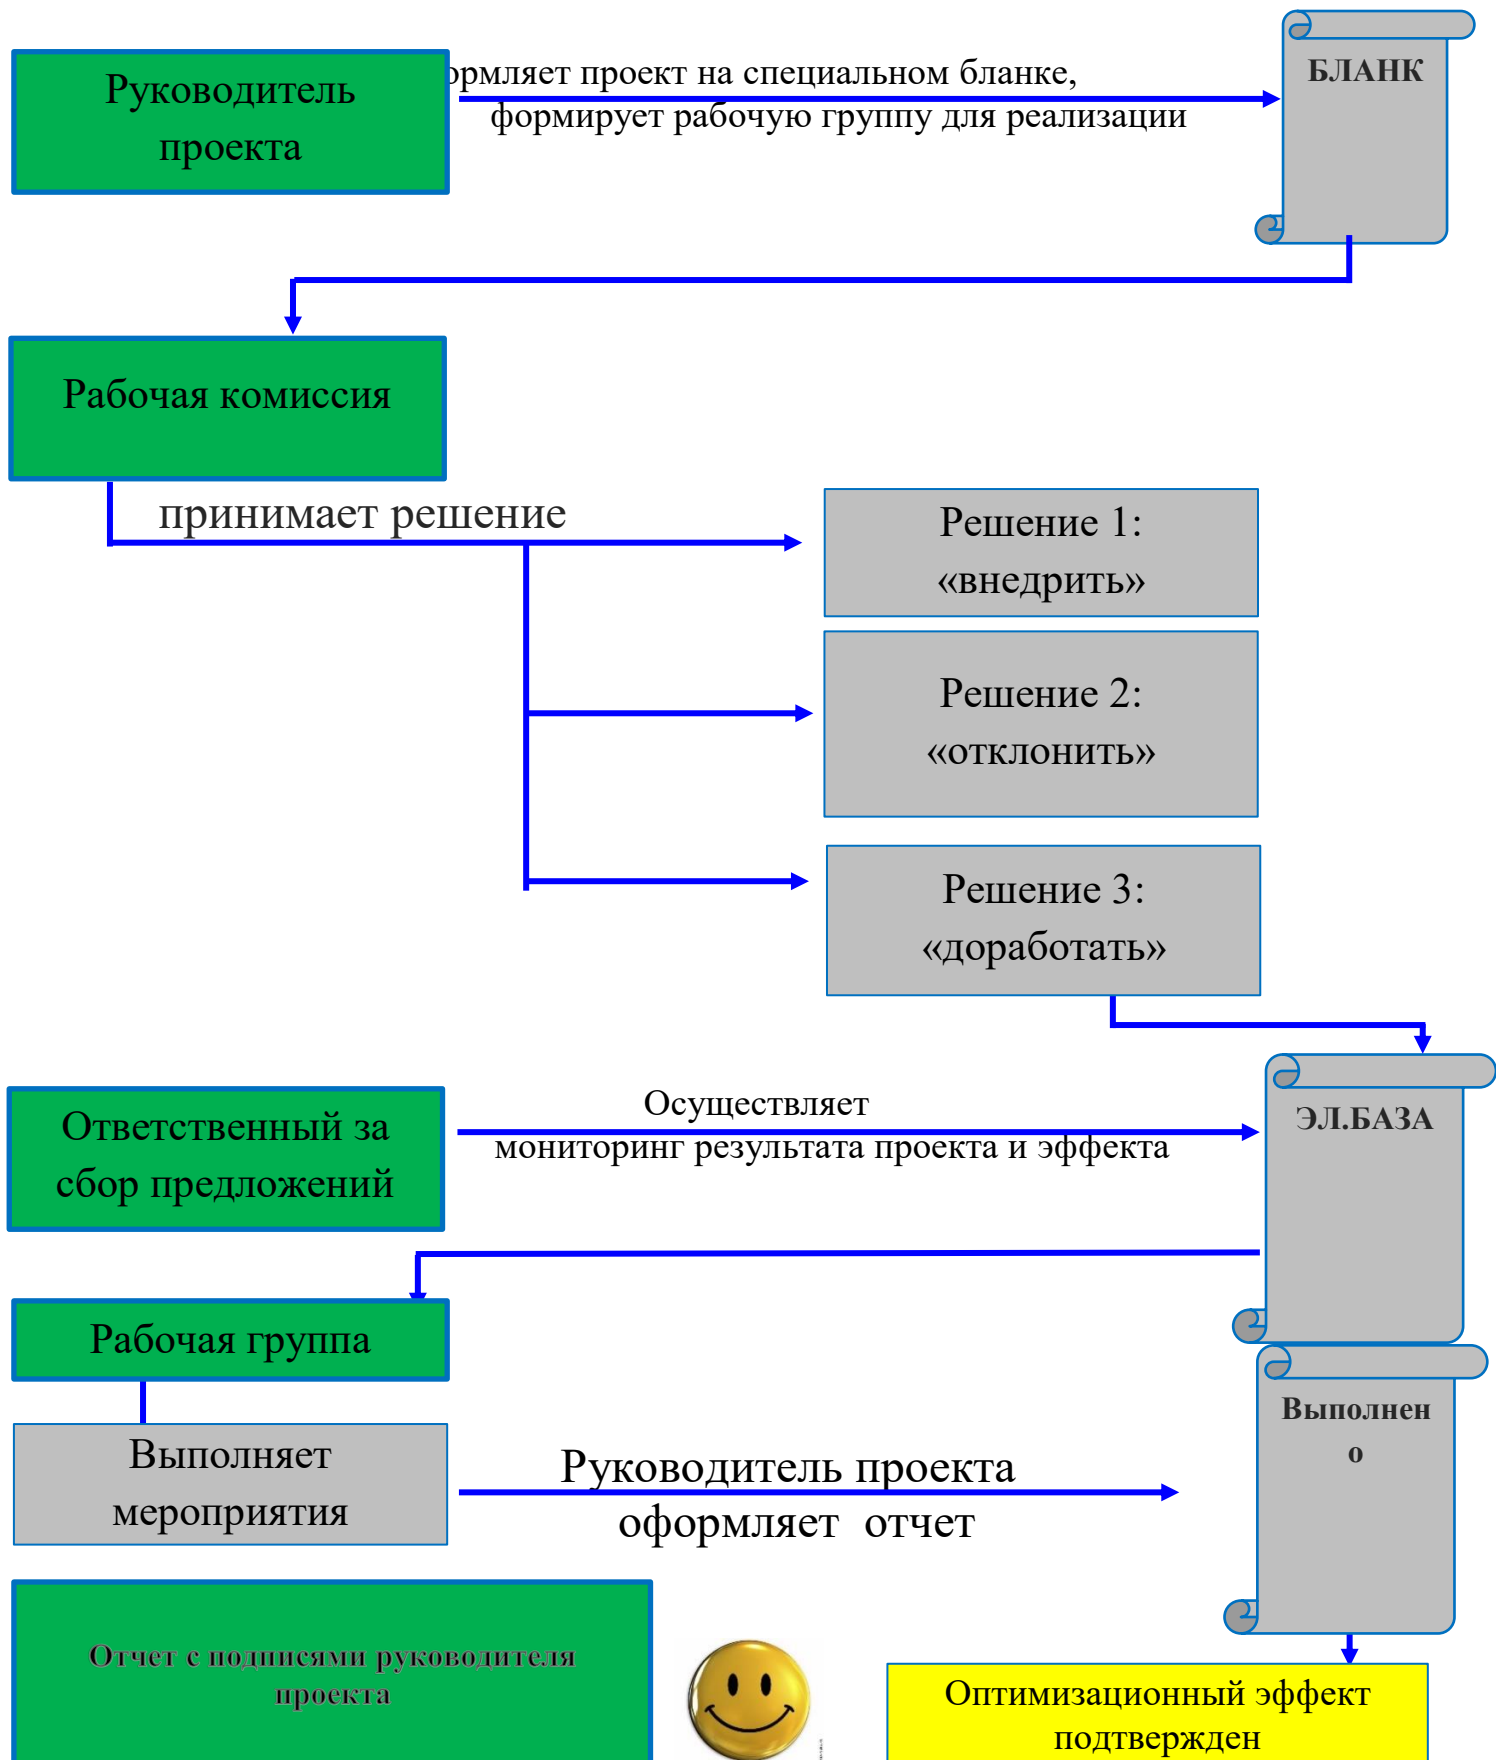 Руководитель
проекта
ормляет проект на специальном бланке,
формирует рабочую группу для реализации
БЛАНК
Рабочая комиссия
принимает решение
Решение 1:
«внедрить»
Решение 2:
«отклонить»
Решение 3:
«доработать»
Ответственный за
сбор предложений
Осуществляет
мониторинг результата проекта и эффекта
ЭЛ.БАЗА
Рабочая группа
Выполняет
мероприятия
Руководитель проекта
оформляет отчет
Выполнен
о
Отчет с подписями руководителя
проекта
Оптимизационный эффект
подтвержден